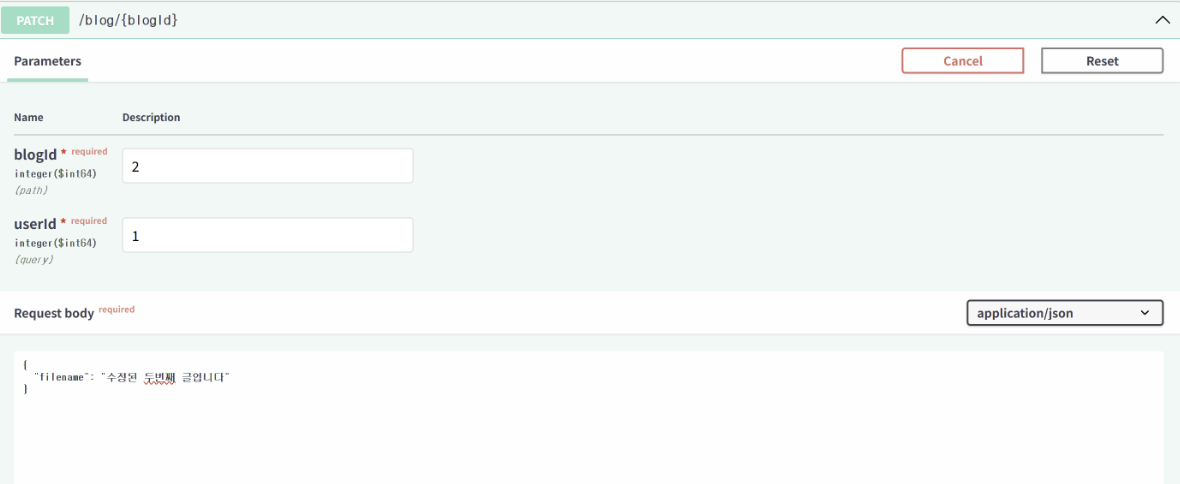 PATCH /blog/{blogId}
Parameters
Cancel
Reset
Name Description
blogId * required
integer($int64)
(path)
2
userId * required
integer($int64)
(query)
1
Request body required
application/json
{
"filename": "수정된 두번째 글입니다"
}